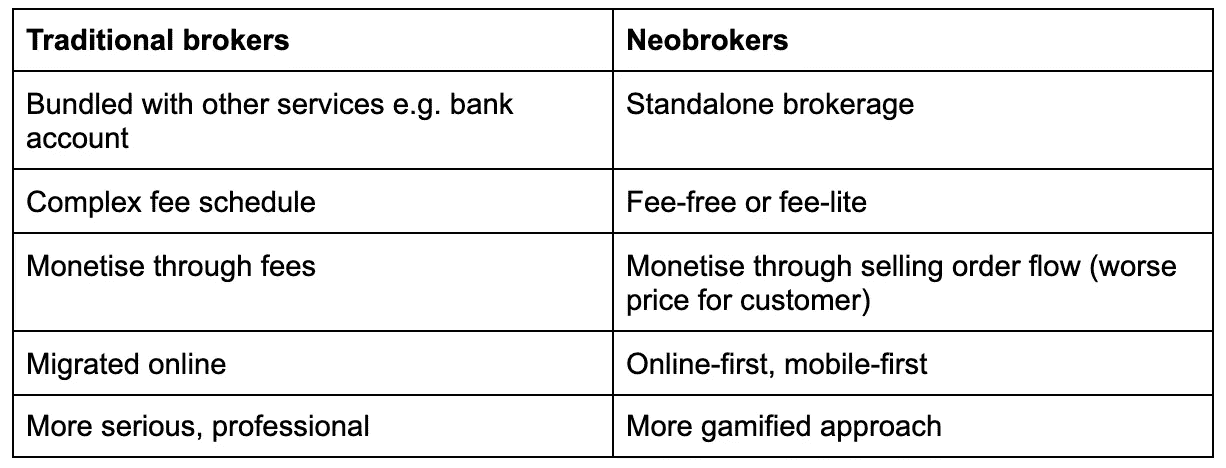 Traditional brokers
Neobrokers
Bundled with other services e.g. bank
account
Standalone brokerage
Complex fee schedule
Fee-free or fee-lite
Monetise through fees
Monetise through selling order flow (worse
price for customer)
Migrated online
Online-first, mobile-first
More serious, professional
More gamified approach